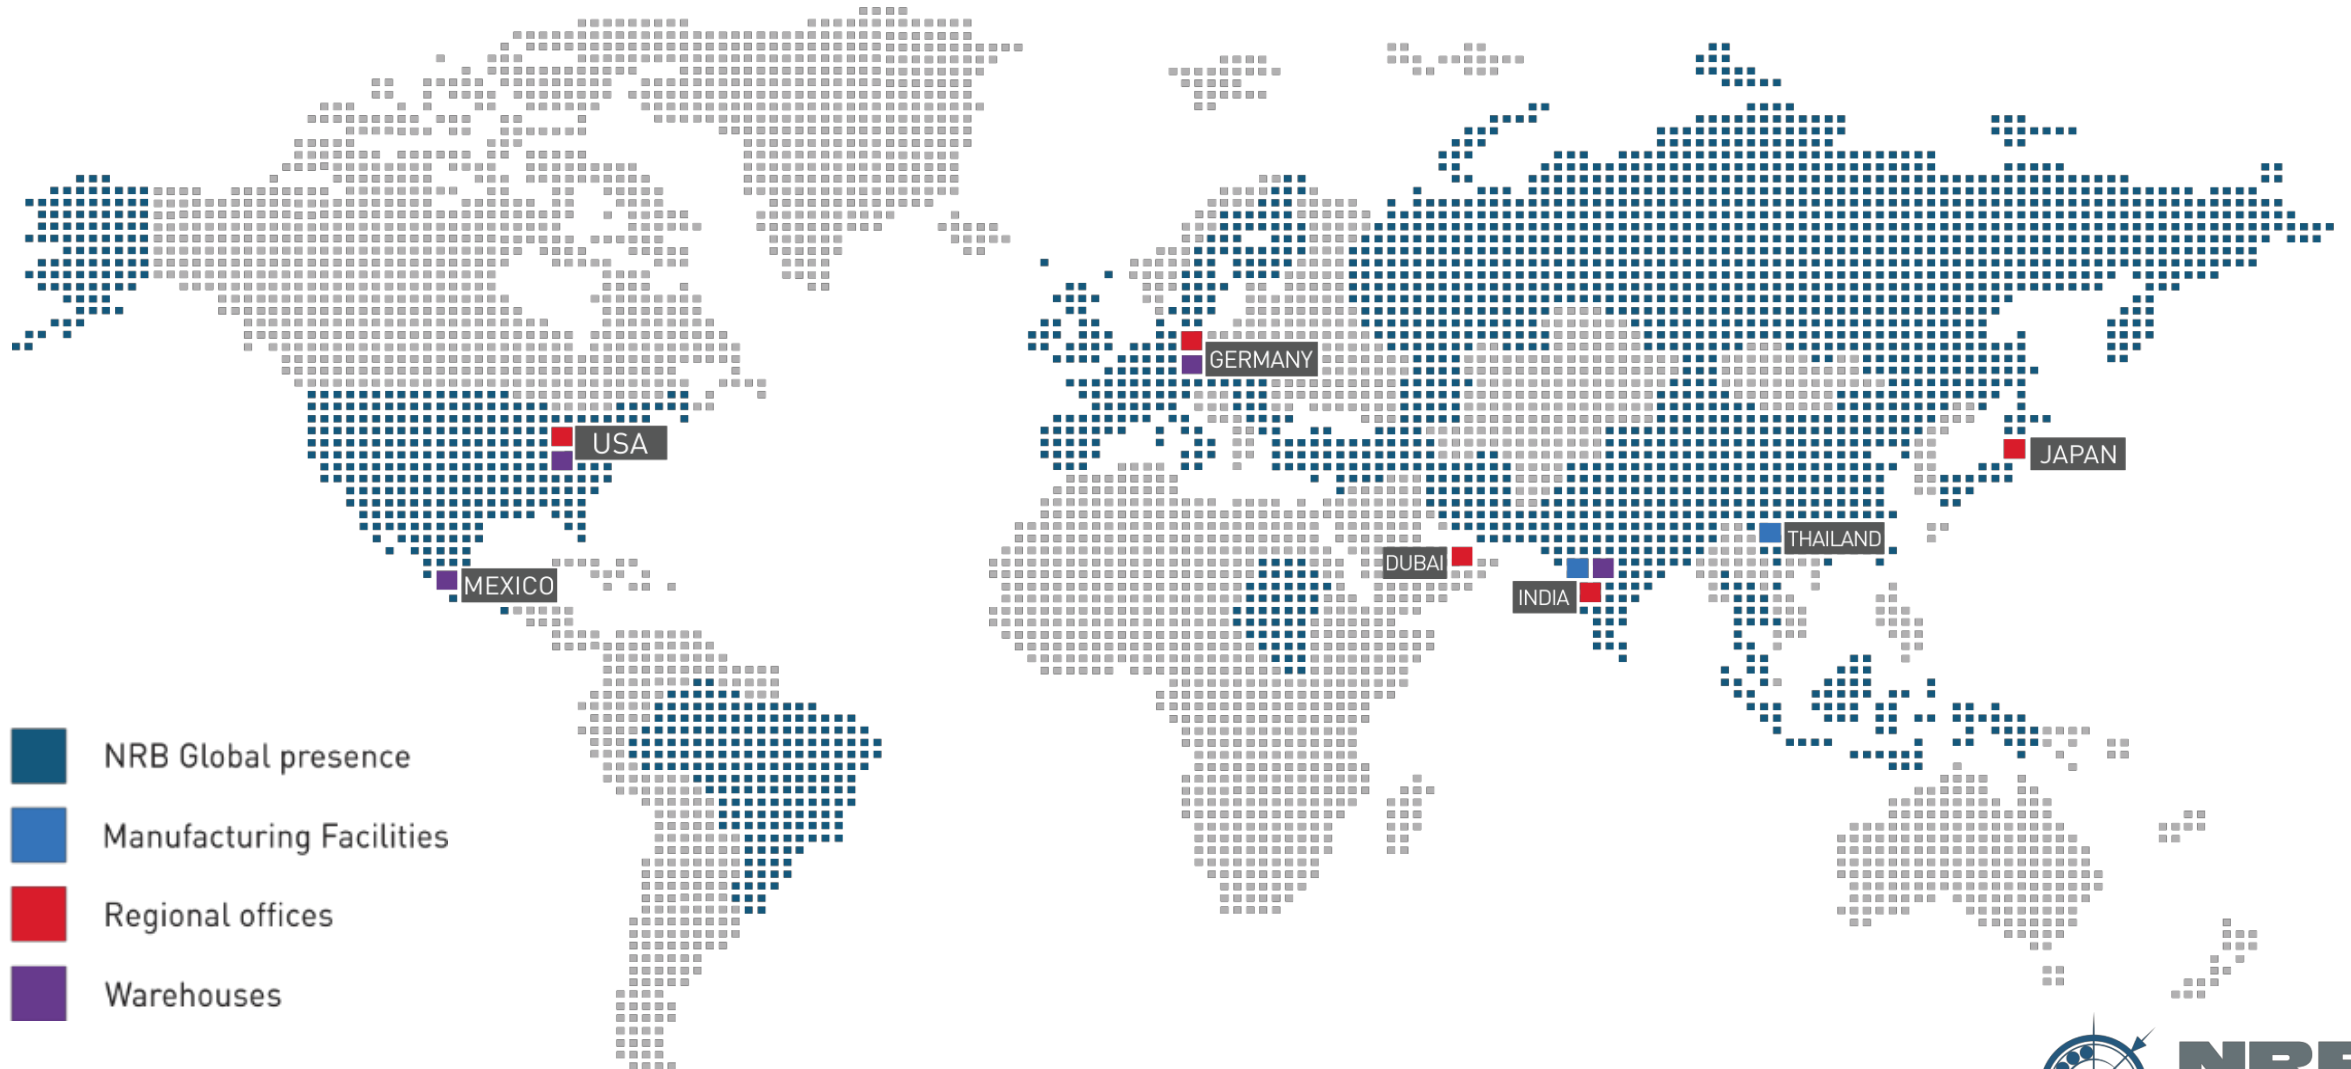 GERMANY
USA
JAPAN
THAILAND
DUBAI
MEXICO
INDIA
NRB Global presence
Manufacturing Facilities
Regional offices
Warehouses